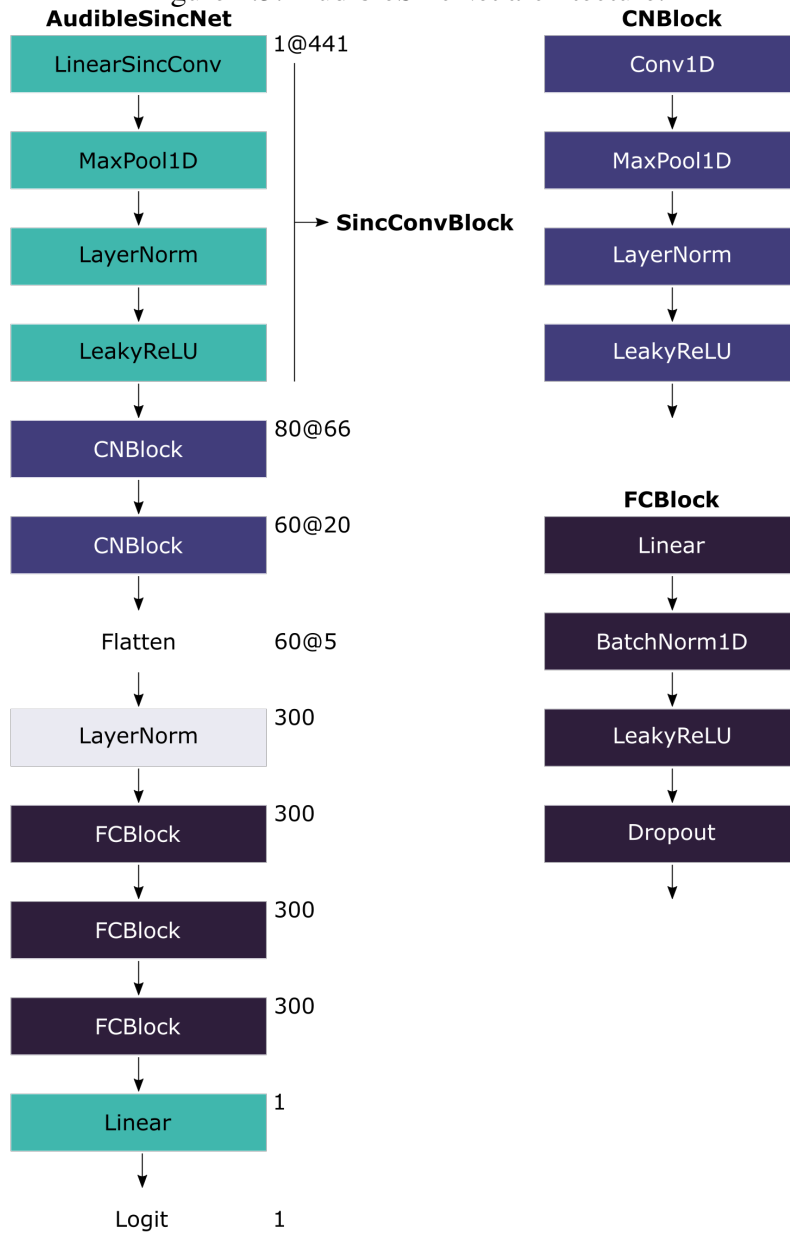 AudibleSincNet
LinearSincConv
1@441
MaxPool1D
LayerNorm
LeakyReLU
SincConvBlock
CNBlock
80@66
CNBlock
60@20
Flatten
60@5
LayerNorm
300
FCBlock
300
FCBlock
300
FCBlock
300
Linear
1
Logit
1
CNBlock
Conv1D
MaxPool1D
LayerNorm
LeakyReLU
FCBlock
Linear
BatchNorm1D
LeakyReLU
Dropout